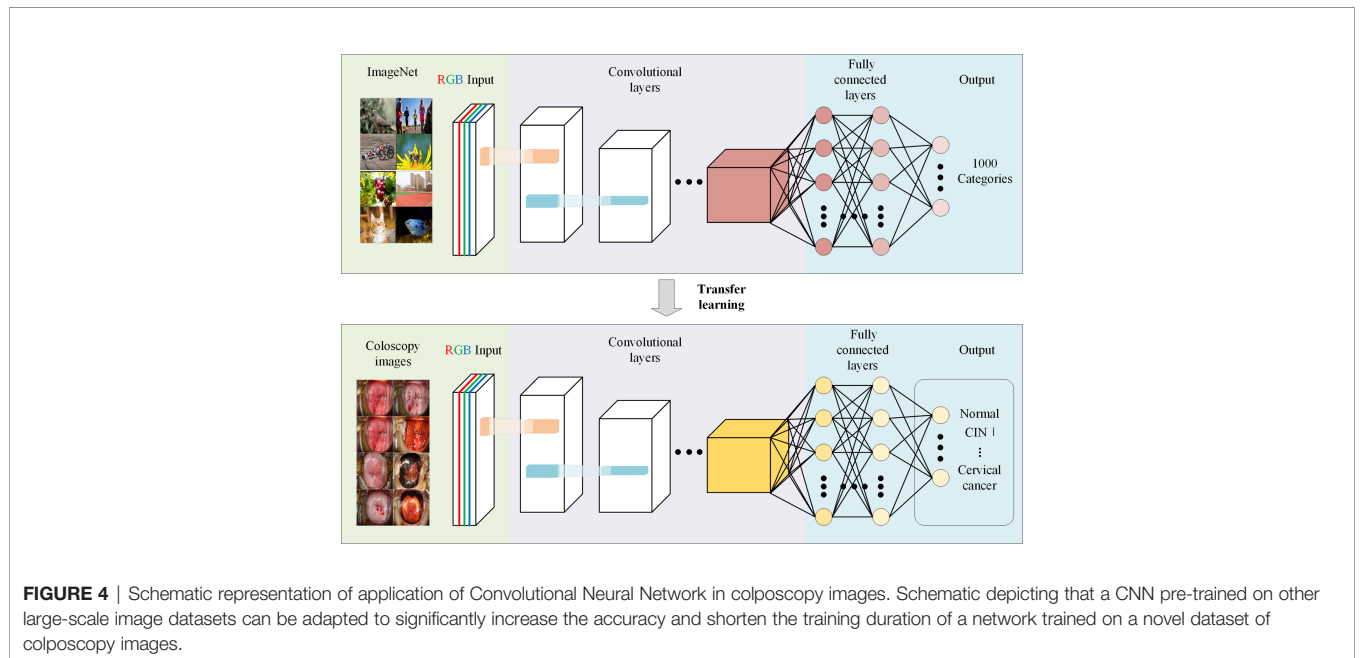 ImageNet
RGB Input
Convolutional
layers
Fully
connected
layers
Output
1000
Categories
Transfer
learning
Coloscopy
images
RGB Input
Convolutional
layers
Fully
connected
layers
Output
Normal
CIN I
Cervical
cancer
FIGURE 4 | Schematic representation of application of Convolutional Neural Network in colposcopy images. Schematic depicting that a CNN pre-trained on other
large-scale image datasets can be adapted to significantly increase the accuracy and shorten the training duration of a network trained on a novel dataset of
colposcopy images.